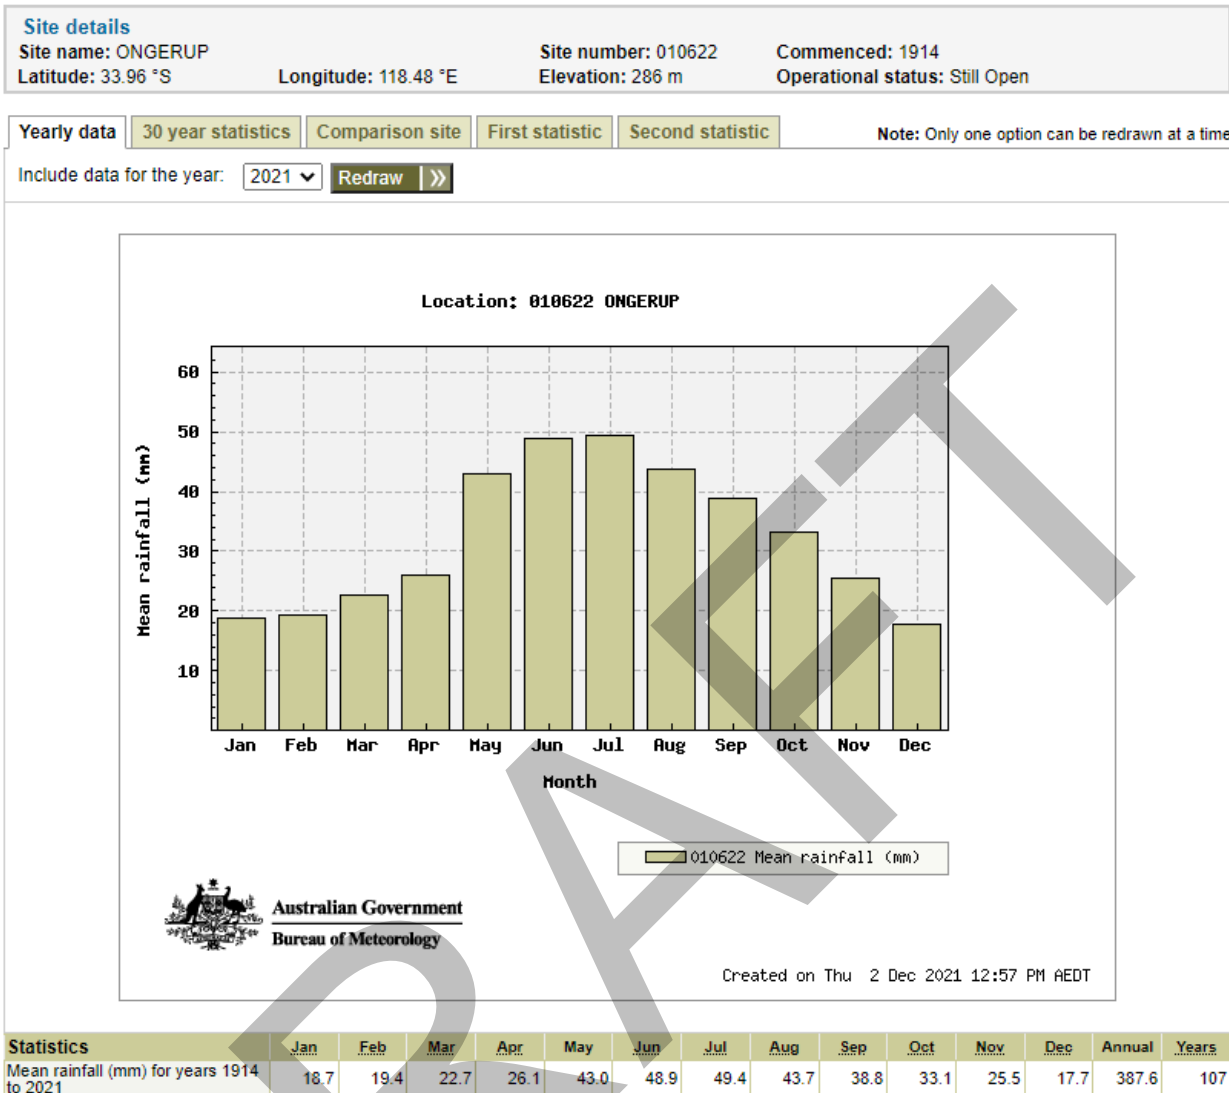 Site details
Site name: ONGERUP Site number: 010622 Commenced: 1914
Latitude: 33.96 °S Longitude: 118.48 °E Elevation: 286 m Operational status: Still Open
Yearly data 30 year statistics Comparison site First statistic Second statistic Note: Only one option can be redrawn at a time
Include data for the year: 2021 Redraw
Location: 010622 ONGERUP
Mean rainfall (mm)
60
50
40
30
20
10
Jan Feb Mar Apr May Jun Jul Aug Sep Oct Nov Dec
Month
010622 Mean rainfall (mm)
Australian Government
Bureau of Meteorology
Created on Thu 2 Dec 2021 12:57 PM AEDT
Statistics Jan Feb Mar Apr May Jun Jul Aug Sep Oct Nov Dec Annual Years
Mean rainfall (mm) for years 1914
to 2021 18.7 19.4 22.7 26.1 43.0 48.9 49.4 43.7 38.8 33.1 25.5 17.7 387.6 107
RAFT